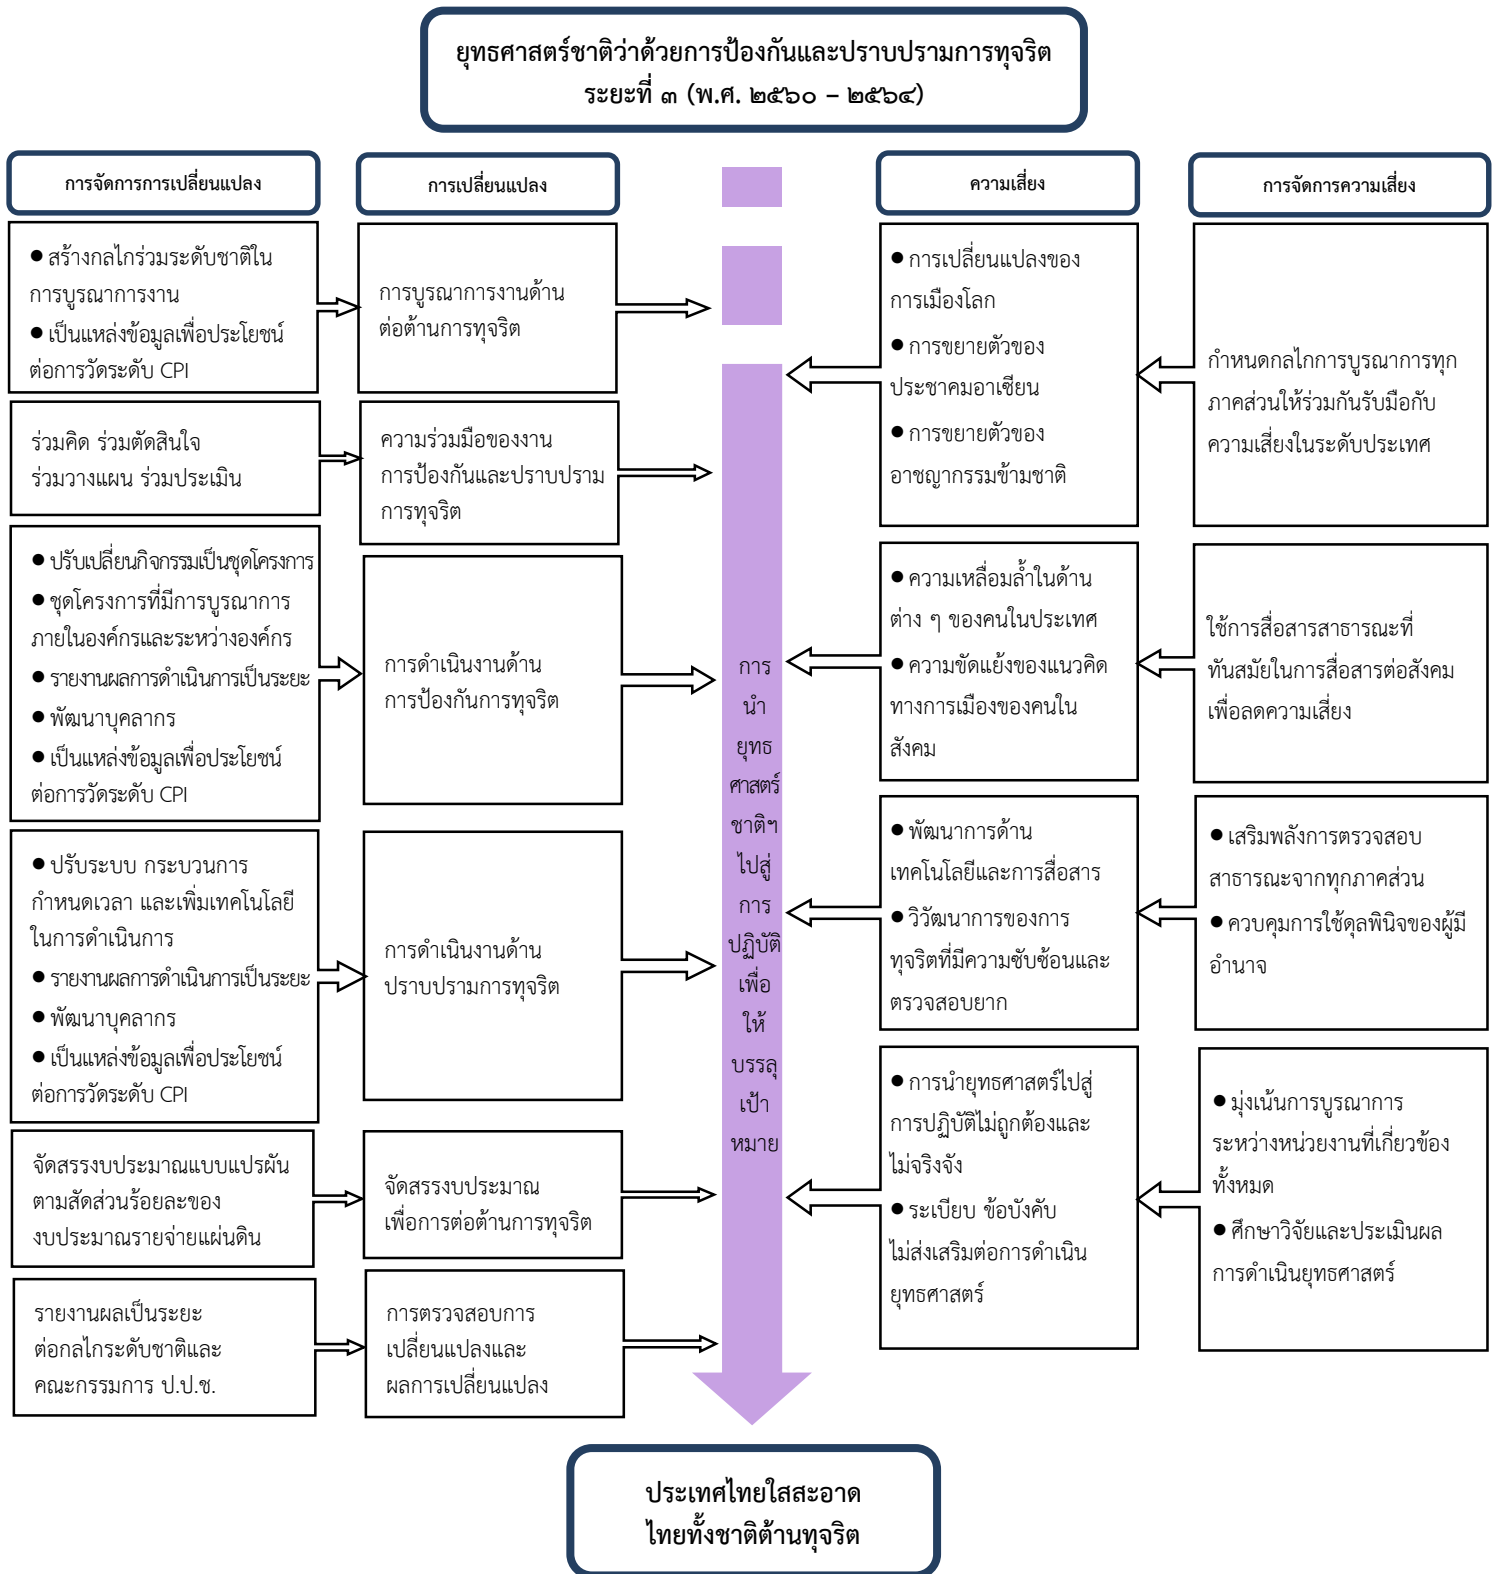 ยุทธศาสตร์ชาติว่าด้วยการป้องกันและปราบปรามการทุจริต
ระยะที่ ๓ (พ.ศ. ๒๕๖๐ – ๒๕๖๔)
การจัดการการเปลี่ยนแปลง
การเปลี่ยนแปลง
ความเสี่ยง
การจัดการความเสี่ยง
● สร้างกลไกร่วมระดับชาติใน
การบูรณาการงาน
● เป็นแหล่งข้อมูลเพื่อประโยชน์
ต่อการวัดระดับ CPI
การบูรณาการงานด้าน
ต่อต้านการทุจริต
ร่วมคิด ร่วมตัดสินใจ
ร่วมวางแผน ร่วมประเมิน
ความร่วมมือของงาน
การป้องกันและปราบปราม
การทุจริต
● ปรับเปลี่ยนกิจกรรมเป็นชุดโครงการ
● ชุดโครงการที่มีการบูรณาการ
ภายในองค์กรและระหว่างองค์กร
● รายงานผลการดำเนินการเป็นระยะ
● พัฒนาบุคลากร
● เป็นแหล่งข้อมูลเพื่อประโยชน์
ต่อการวัดระดับ CPI
การดำเนินงานด้าน
การป้องกันการทุจริต
● ปรับระบบ กระบวนการ
กำหนดเวลา และเพิ่มเทคโนโลยี
ในการดำเนินการ
● รายงานผลการดำเนินการเป็นระยะ
● พัฒนาบุคลากร
● เป็นแหล่งข้อมูลเพื่อประโยชน์
ต่อการวัดระดับ CPI
การดำเนินงานด้าน
ปราบปรามการทุจริต
จัดสรรงบประมาณแบบแปรผัน
ตามสัดส่วนร้อยละของ
งบประมาณรายจ่ายแผ่นดิน
จัดสรรงบประมาณ
เพื่อการต่อต้านการทุจริต
รายงานผลเป็นระยะ
ต่อกลไกระดับชาติและ
คณะกรรมการ ป.ป.ช.
การตรวจสอบการ
เปลี่ยนแปลงและ
ผลการเปลี่ยนแปลง
การ
นำ
ยุทธ
ศาสตร์
ชาติฯ
ไปสู่
การ
ปฏิบัติ
เพื่อ
ให้
บรรลุ
เป้า
หมาย
● การเปลี่ยนแปลงของ
การเมืองโลก
● การขยายตัวของ
ประชาคมอาเซียน
● การขยายตัวของ
อาชญากรรมข้ามชาติ
กำหนดกลไกการบูรณาการทุก
ภาคส่วนให้ร่วมกันรับมือกับ
ความเสี่ยงในระดับประเทศ
● ความเหลื่อมล้ำในด้าน
ต่าง ๆ ของคนในประเทศ
● ความขัดแย้งของแนวคิด
ทางการเมืองของคนใน
สังคม
ใช้การสื่อสารสาธารณะที่
ทันสมัยในการสื่อสารต่อสังคม
เพื่อลดความเสี่ยง
● พัฒนาการด้าน
เทคโนโลยีและการสื่อสาร
● วิวัฒนาการของการ
ทุจริตที่มีความซับซ้อนและ
ตรวจสอบยาก
● เสริมพลังการตรวจสอบ
สาธารณะจากทุกภาคส่วน
● ควบคุมการใช้ดุลพินิจของผู้มี
อำนาจ
● การนำยุทธศาสตร์ไปสู่
การปฏิบัติไม่ถูกต้องและ
ไม่จริงจัง
● ระเบียบ ข้อบังคับ
ไม่ส่งเสริมต่อการดำเนิน
ยุทธศาสตร์
● มุ่งเน้นการบูรณาการ
ระหว่างหน่วยงานที่เกี่ยวข้อง
ทั้งหมด
● ศึกษาวิจัยและประเมินผล
การดำเนินยุทธศาสตร์
ประเทศไทยใสสะอาด
ไทยทั้งชาติต้านทุจริต